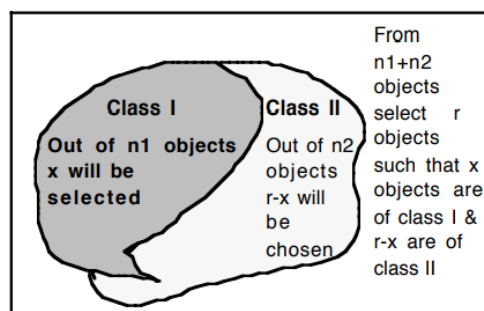 Class I
Out of n1 objects
x will be
selected
Class II
Out of n2
objects
r-x will
be
chosen
From
n1+n2
objects
select r
objects
such that x
objects are
of class I &
r-x are of
class II